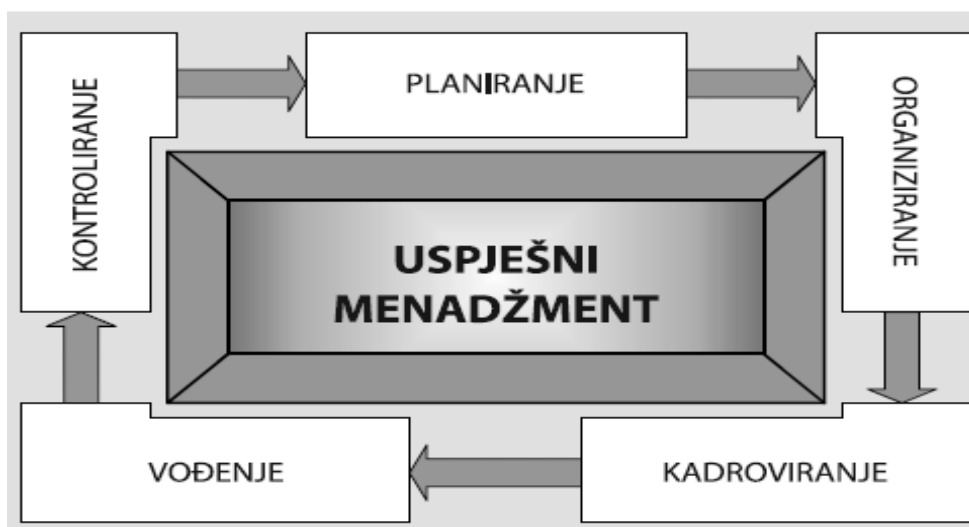 KONTROLIRANJE
PLANIRANJE
ORGANIZIRANJE
USPJEŠNI
MENADŽMENT
VOĐENJE
KADROVIRANJE